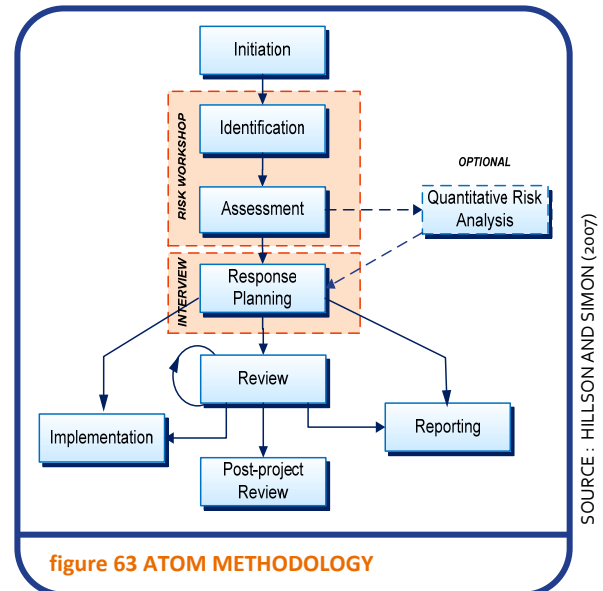 Initiation
RISK WORKSHOP
Identification
OPTIONAL
Assessment
Quantitative Risk
Analysis
INTERVIEW
Response
Planning
Review
Implementation
Reporting
Post-project
Review
SOURCE : HILLSON AND SIMON (2007)
figure 63 ATOM METHODOLOGY